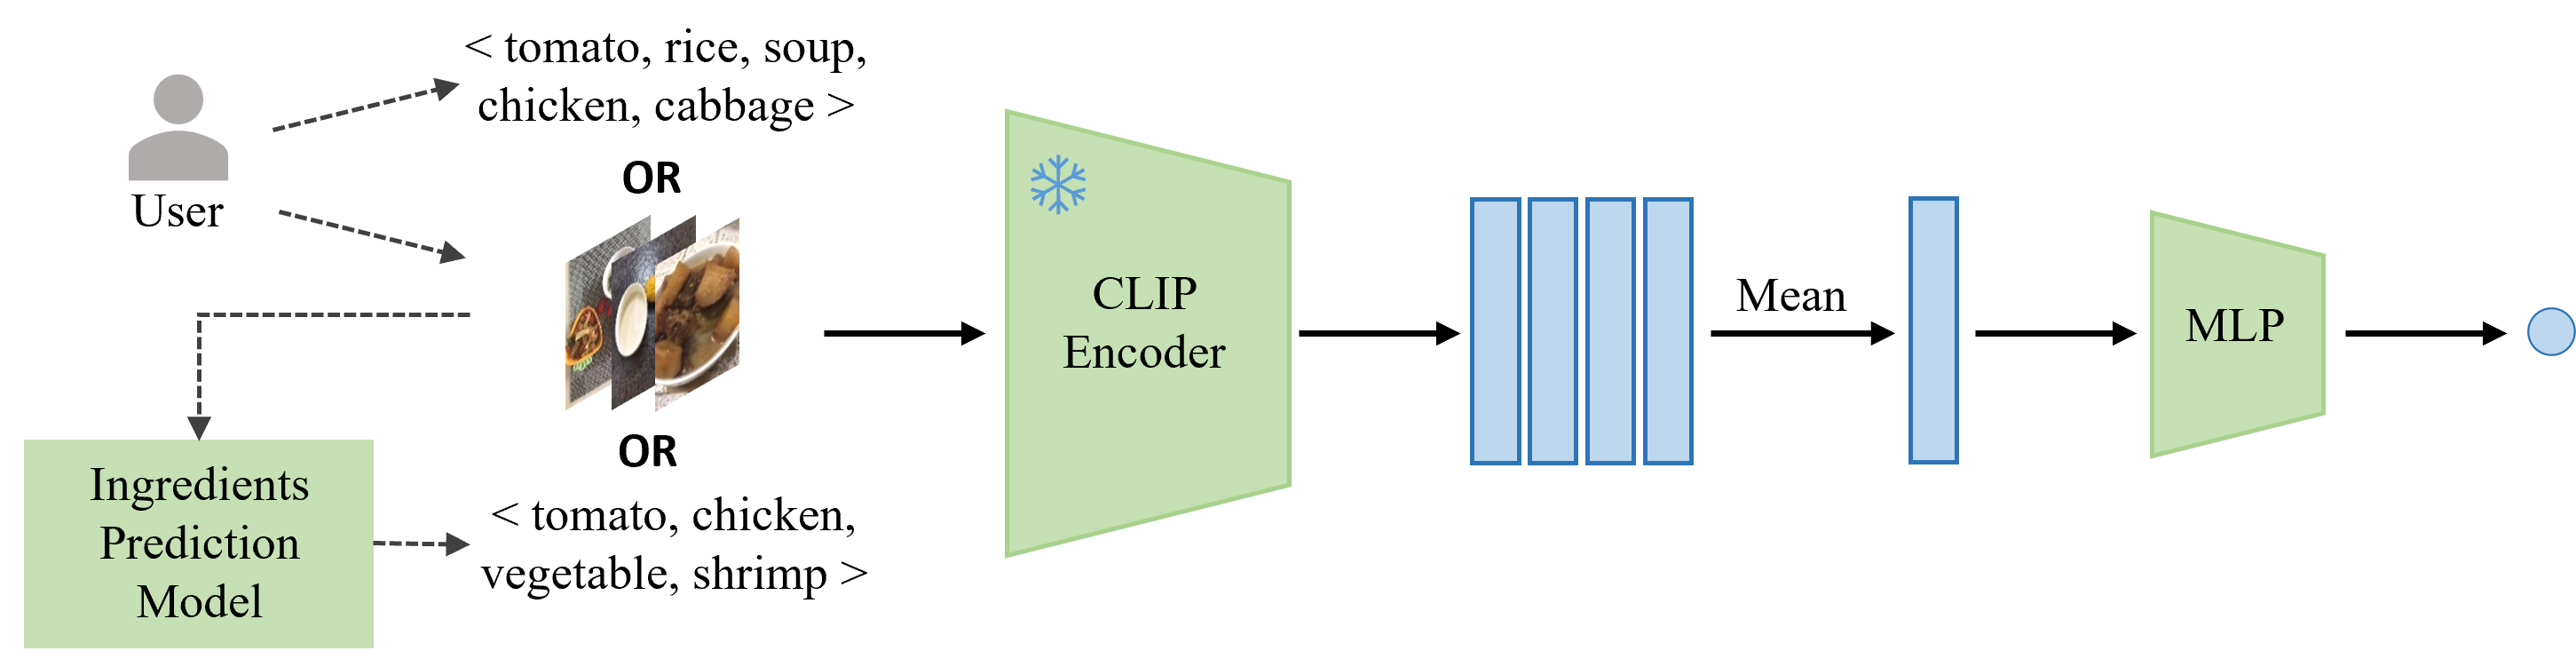 < tomato, rice, soup,
chicken, cabbage >
User
OR
OR
Ingredients
Prediction
Model
< tomato, chicken,
vegetable, shrimp >
CLIP
Encoder
Mean
MLP